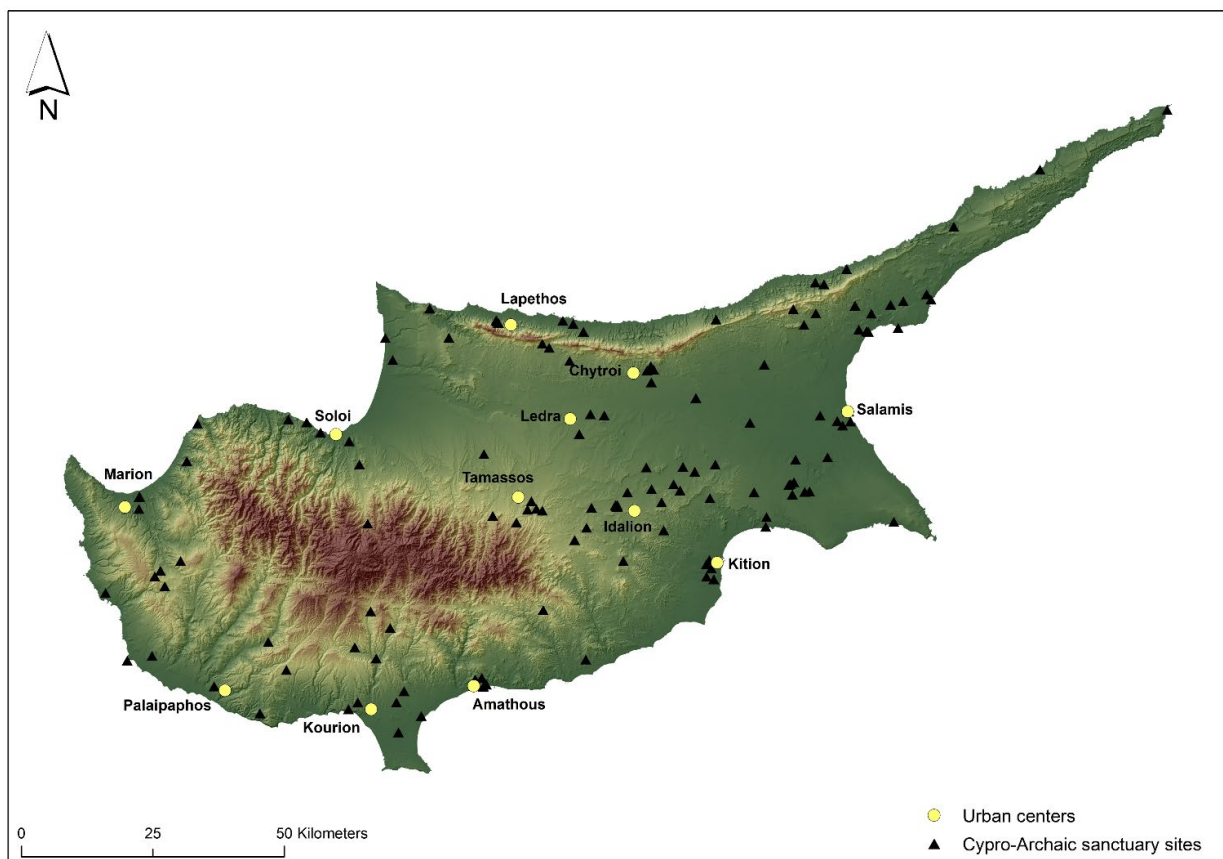 N
Lapethos
Chytroi
Ledra
Salamis
Soloi
Marion
Tamassos
Idalion
Kition
Palaipaphos
Kourion
Amathous
Urban centers
Cypro-Archaic sanctuary sites
0 25 50 Kilometers